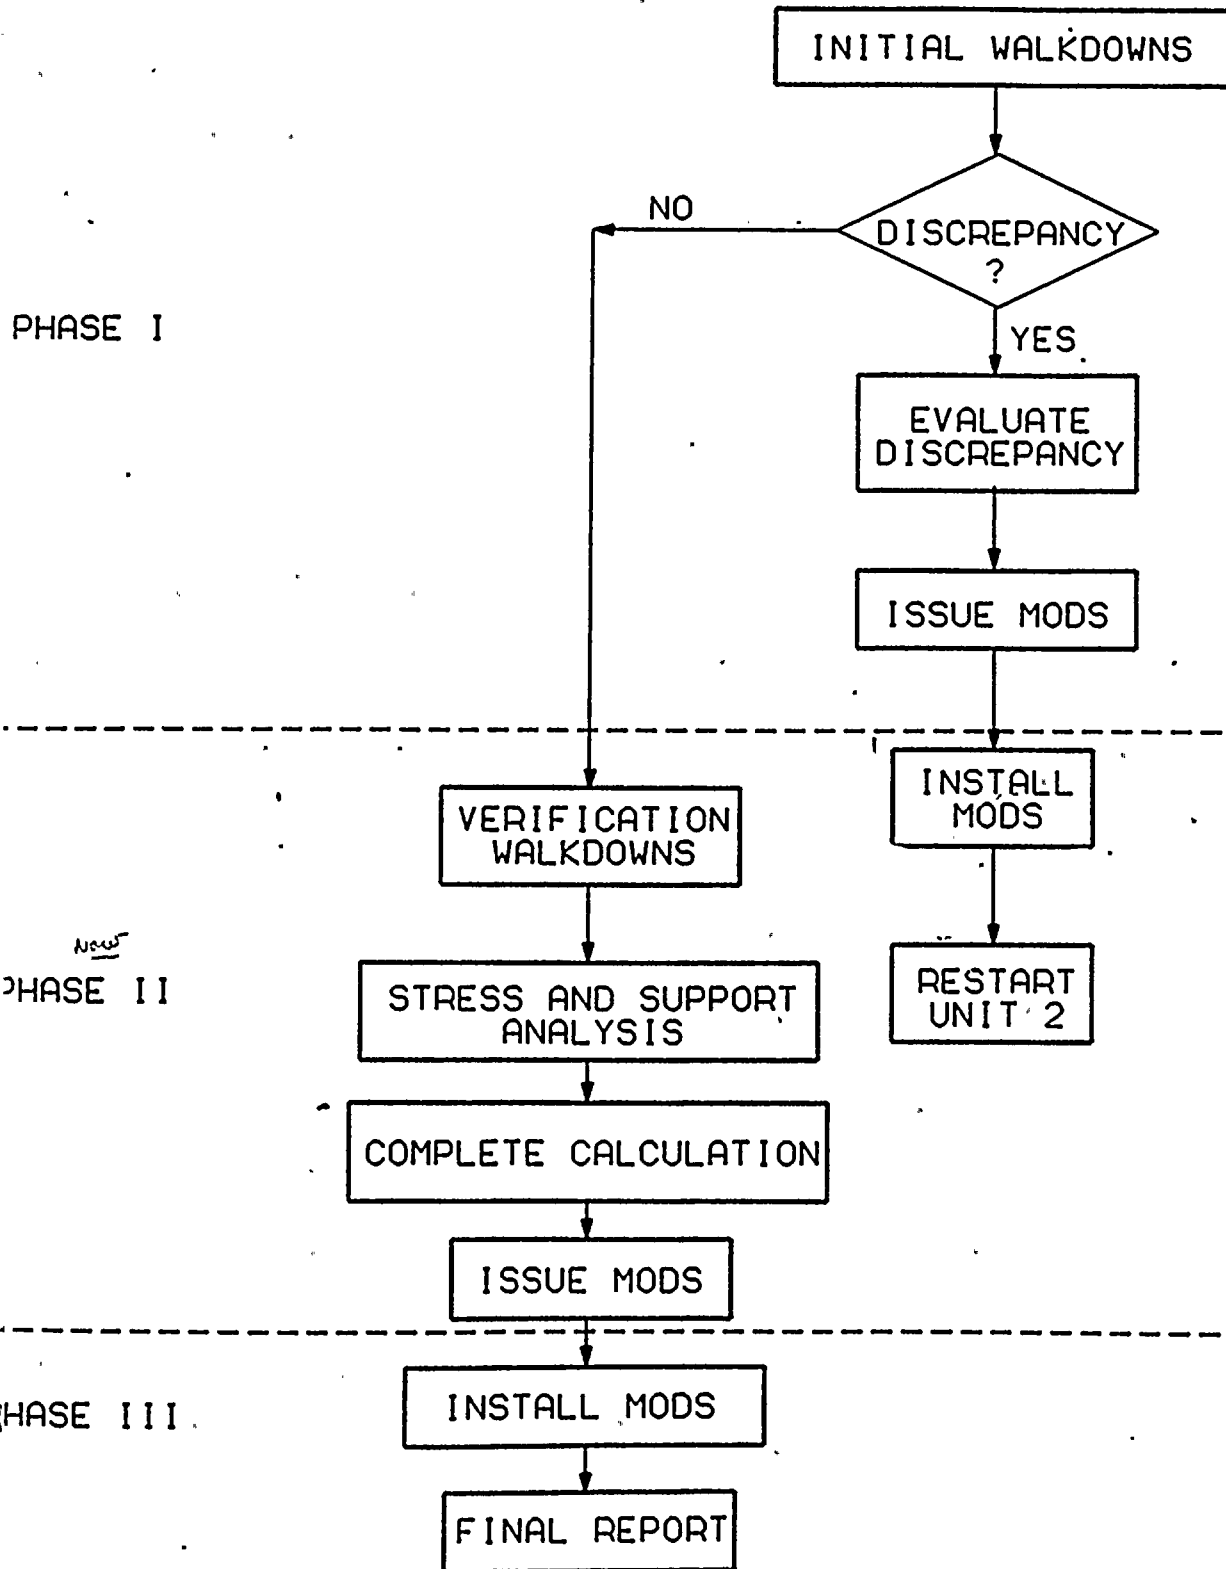 INITIAL WALKDOWNS
NO
DISCREPANCY
?
PHASE I
YES
EVALUATE
DISCREPANCY
ISSUE MODS
INSTALL
MODS
VERIFICATION
WALKDOWNS
Now
PHASE II
STRESS AND SUPPORT
ANALYSIS
RESTART
UNIT 2
COMPLETE CALCULATION
ISSUE MODS
PHASE III
INSTALL MODS
FINAL REPORT